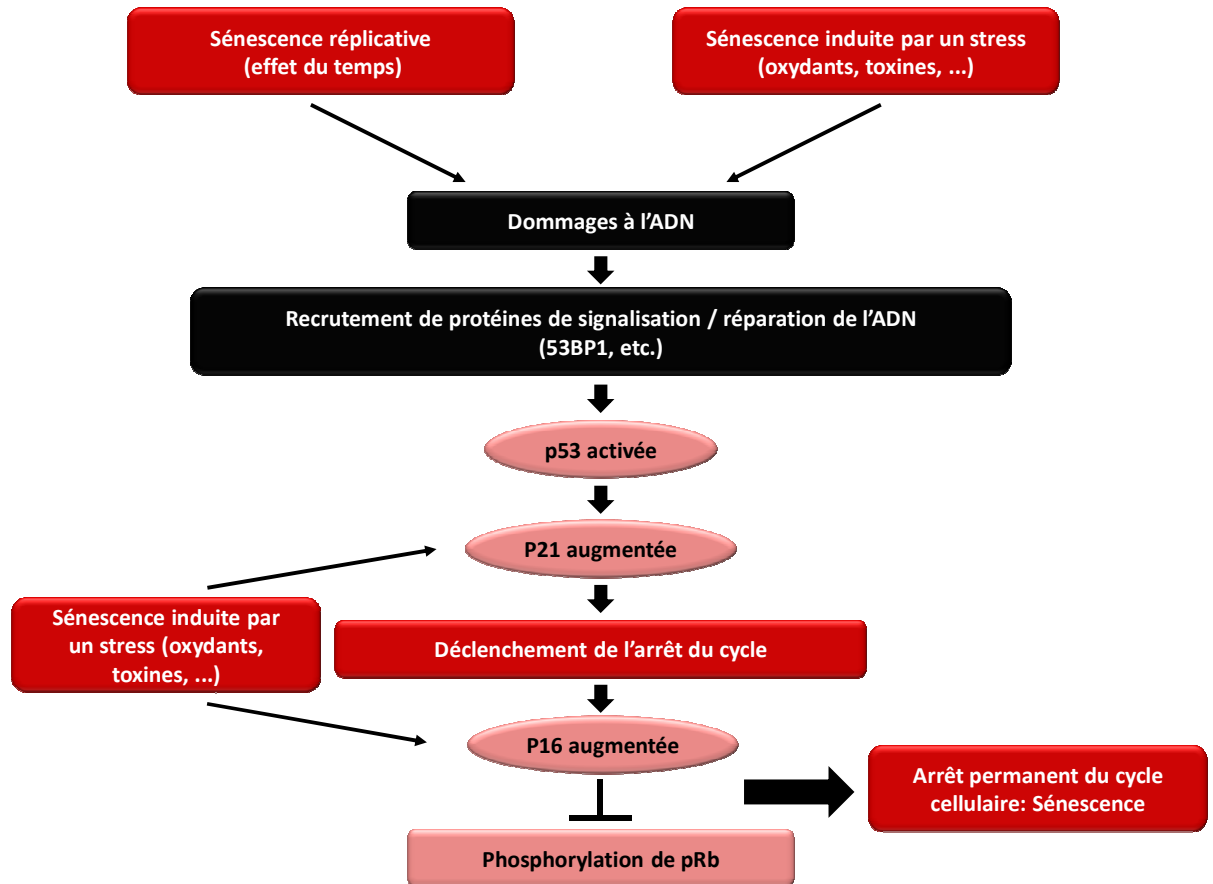 Sénescence réplicative
(effet du temps)
Sénescence induite par un stress
(oxydants, toxines, ...)
Dommages à l'ADN
Recrutement de protéines de signalisation / réparation de l'ADN
(53BP1, etc.)
p53 activée
P21 augmentée
Sénescence induite par
un stress (oxydants,
toxines, ...)
Déclenchement de l'arrêt du cycle
P16 augmentée
Arrêt permanent du cycle
cellulaire: Sénescence
Phosphorylation de pRb